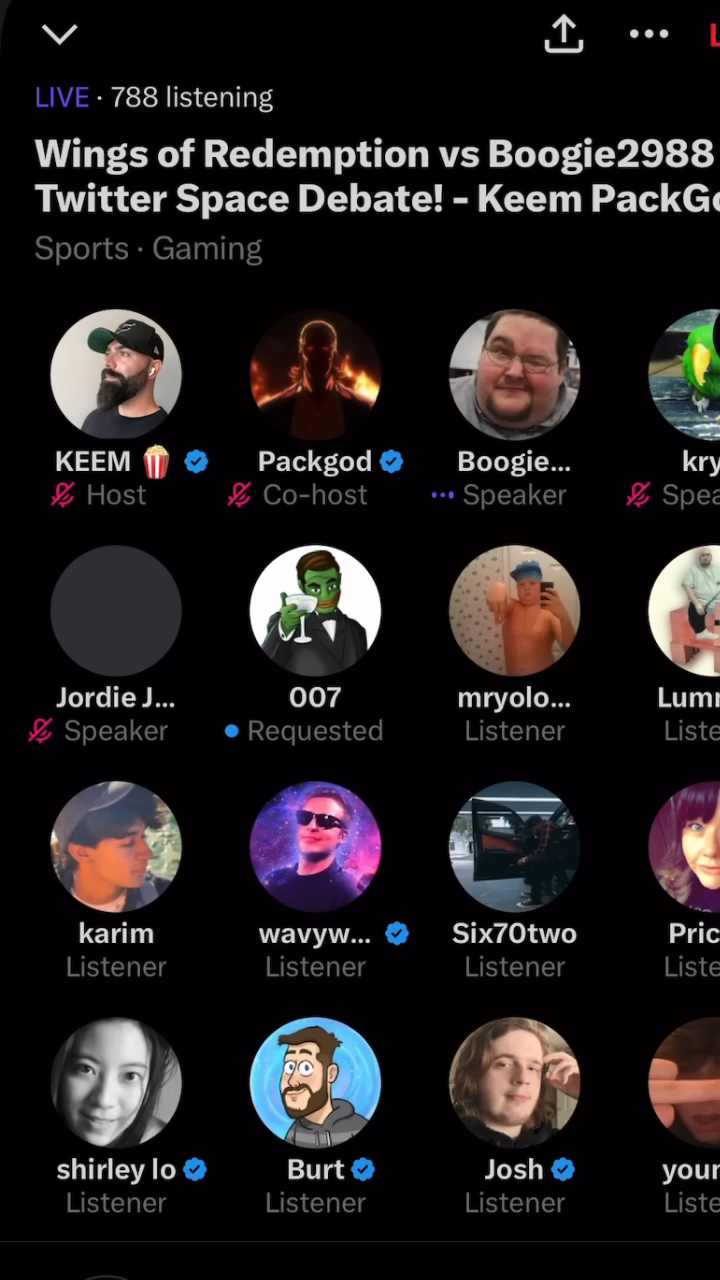 LIVE · 788 listening
Wings of Redemption vs Boogie2988
Twitter Space Debate! - Keem PackGo
Sports · Gaming
KEEM 🍿 Packgod Boogie... kry
Host Co-host Speaker Spea
Jordie J... 007 mryolo... Lumr
Speaker Requested Listener Liste
karim wavyw... Six70two Pric
Listener Listener Listener Liste
shirley lo Burt Josh your
Listener Listener Listener Liste